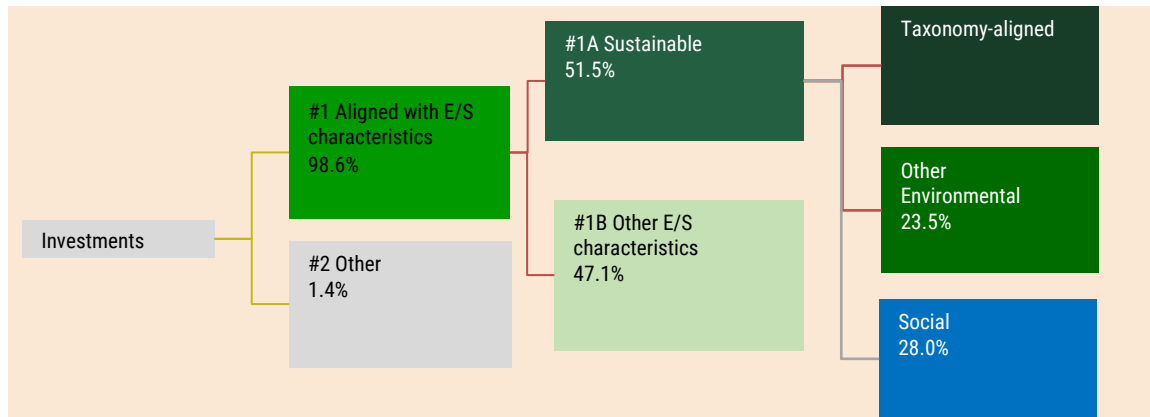 Investments
#1 Aligned with E/S
characteristics
98.6%
#2 Other
1.4%
#1A Sustainable
51.5%
#1B Other E/S
characteristics
47.1%
Taxonomy-aligned
Other
Environmental
23.5%
Social
28.0%